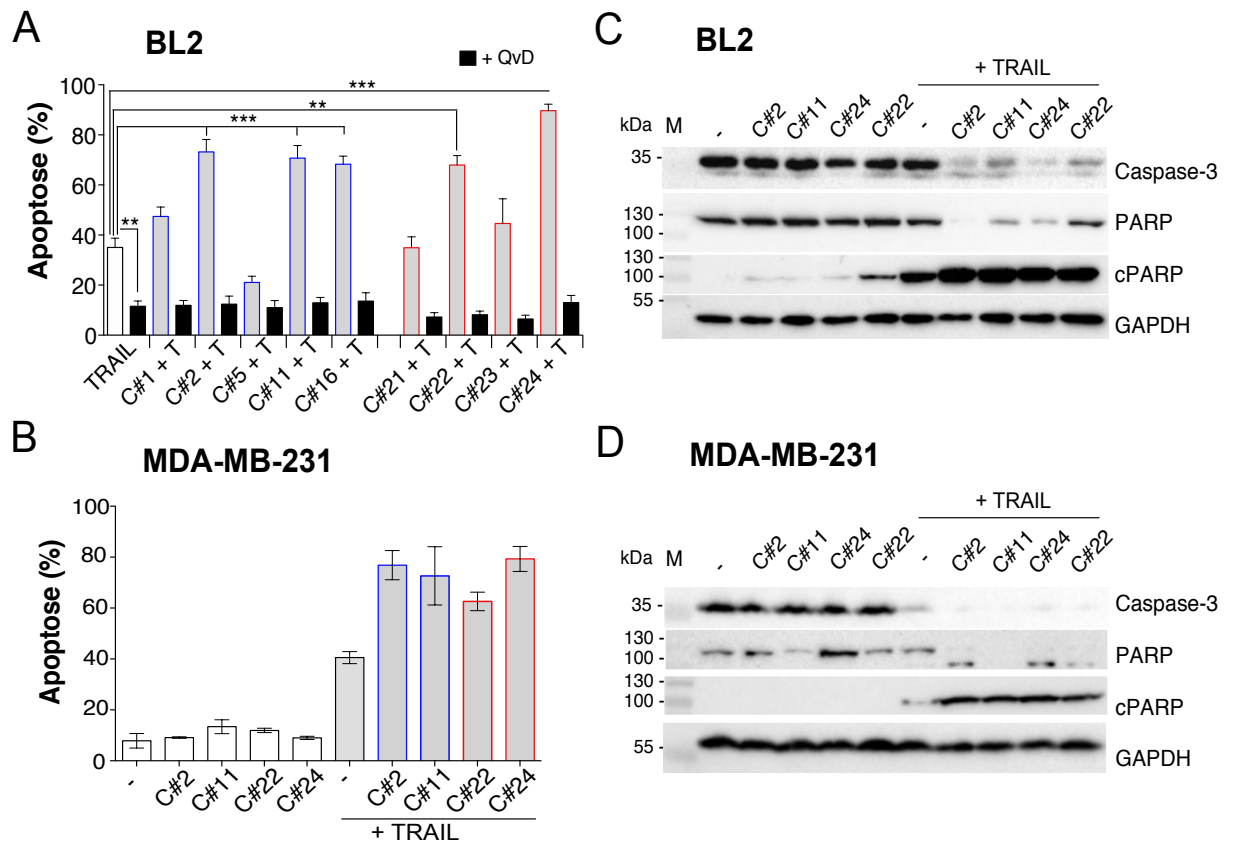 A
BL2
+ QvD
***
**
***
**
Apoptose (%)
100
80
60
40
20
0
TRAIL
C#1 + T
C#2 + T
C#5 + T
C#11 + T
C#16 + T
C#21 + T
C#22 + T
C#23 + T
C#24 + T
B
MDA-MB-231
Apoptose (%)
100
80
60
40
20
0
-
C#2
C#11
C#22
C#24
-
C#2
C#11
C#22
C#24
+ TRAIL
C
BL2
+ TRAIL
kDa M - C#2 C#11 C#24 C#22 - C#2 C#11 C#24 C#22
35 - Caspase-3
130 -
100 - PARP
130 -
100 - cPARP
55 -
GAPDH
D
MDA-MB-231
+ TRAIL
kDa M - C#2 C#11 C#24 C#22 - C#2 C#11 C#24 C#22
35 - Caspase-3
130 -
100 - PARP
130 -
100 - cPARP
55 - GAPDH